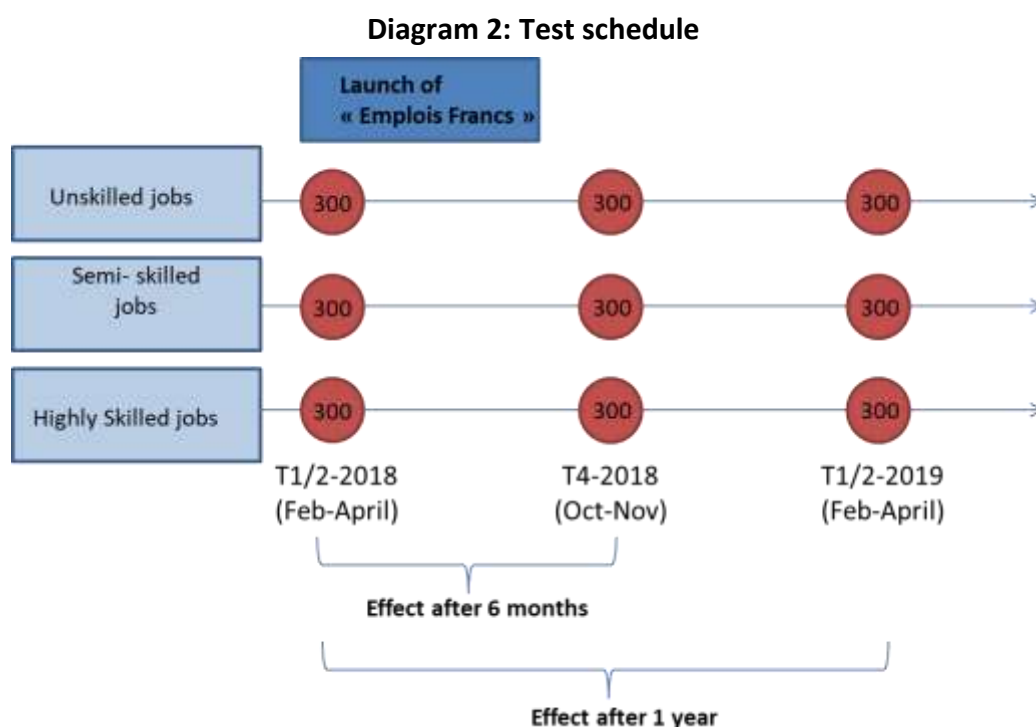 Diagram 2: Test schedule
Launch of
« Emplois Francs »
Unskilled jobs
300
300
300
Semi- skilled
jobs
300
300
300
Highly Skilled jobs
300
300
300
T1/2-2018
(Feb-April)
T4-2018
(Oct-Nov)
T1/2-2019
(Feb-April)
Effect after 6 months
Effect after 1 year